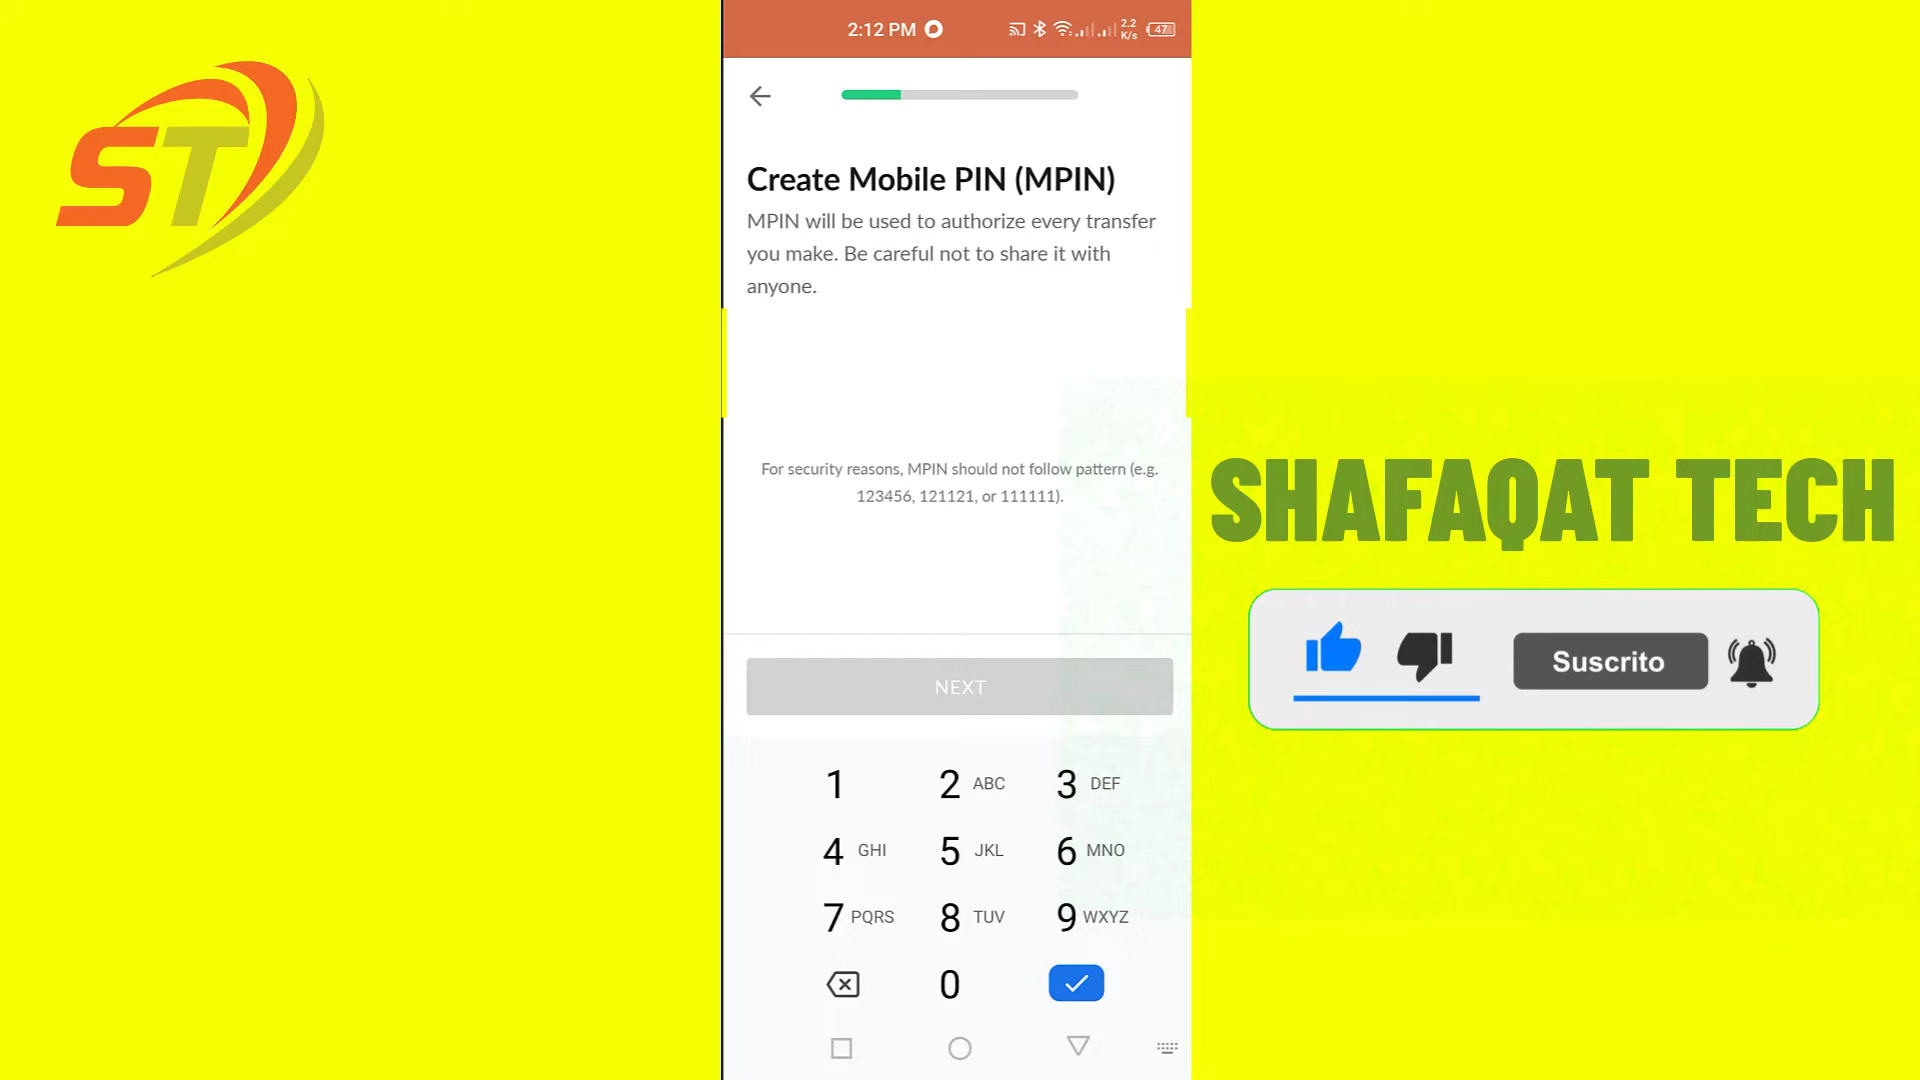 ST
2:12 PM
2.2
K/s
47
Create Mobile PIN (MPIN)
MPIN will be used to authorize every transfer
you make. Be careful not to share it with
anyone.
For security reasons, MPIN should not follow pattern (e.g.
123456, 121121, or 111111).
NEXT
1 2 ABC 3 DEF
4 GHI 5 JKL 6 MNO
7 PQRS 8 TUV 9 WXYZ
0
SHAFAQAT TECH
Suscrito